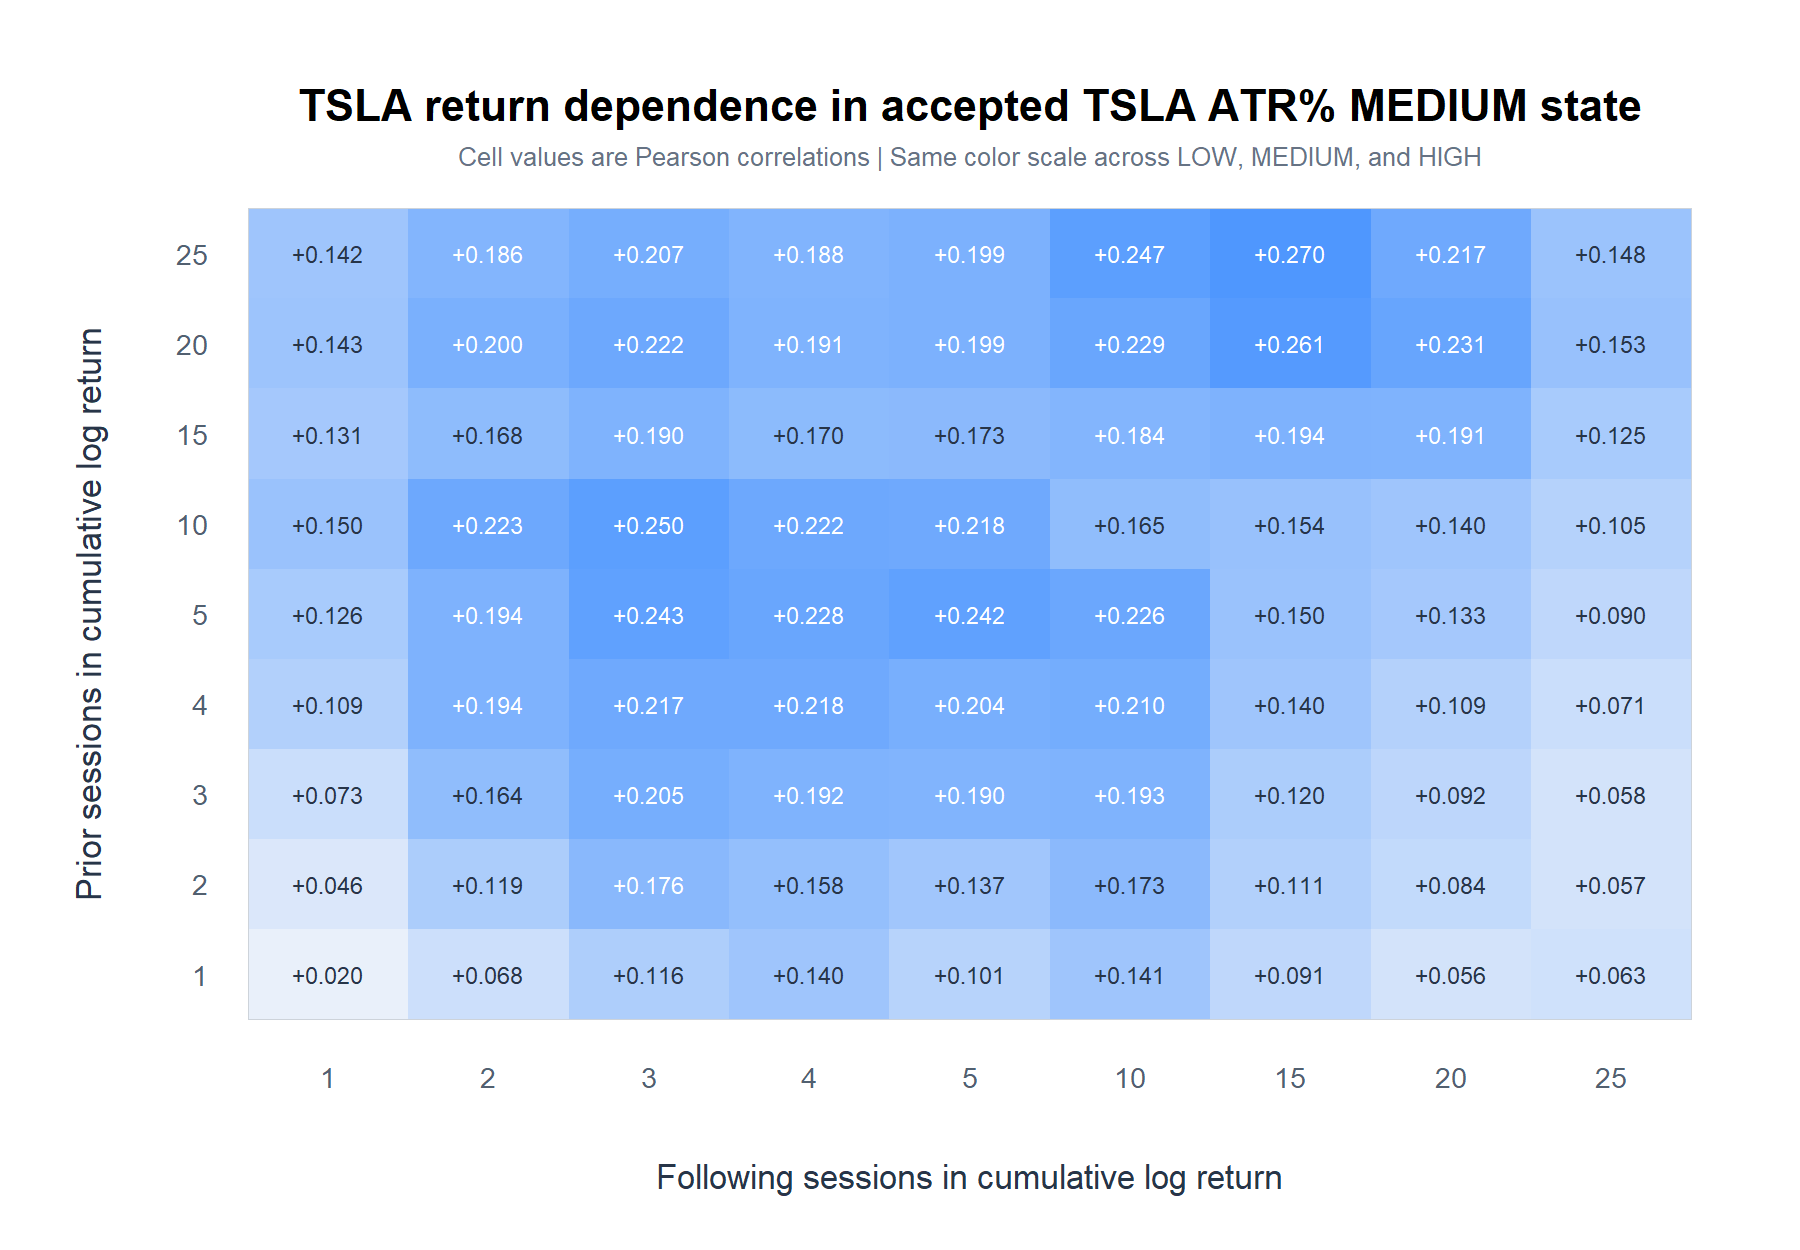 TSLA return dependence in accepted TSLA ATR% MEDIUM state
Cell values are Pearson correlations | Same color scale across LOW, MEDIUM, and HIGH
Prior sessions in cumulative log return
25 +0.142 +0.186 +0.207 +0.188 +0.199 +0.247 +0.270 +0.217 +0.148
20 +0.143 +0.200 +0.222 +0.191 +0.199 +0.229 +0.261 +0.231 +0.153
15 +0.131 +0.168 +0.190 +0.170 +0.173 +0.184 +0.194 +0.191 +0.125
10 +0.150 +0.223 +0.250 +0.222 +0.218 +0.165 +0.154 +0.140 +0.105
5 +0.126 +0.194 +0.243 +0.228 +0.242 +0.226 +0.150 +0.133 +0.090
4 +0.109 +0.194 +0.217 +0.218 +0.204 +0.210 +0.140 +0.109 +0.071
3 +0.073 +0.164 +0.205 +0.192 +0.190 +0.193 +0.120 +0.092 +0.058
2 +0.046 +0.119 +0.176 +0.158 +0.137 +0.173 +0.111 +0.084 +0.057
1 +0.020 +0.068 +0.116 +0.140 +0.101 +0.141 +0.091 +0.056 +0.063
1 2 3 4 5 10 15 20 25
Following sessions in cumulative log return